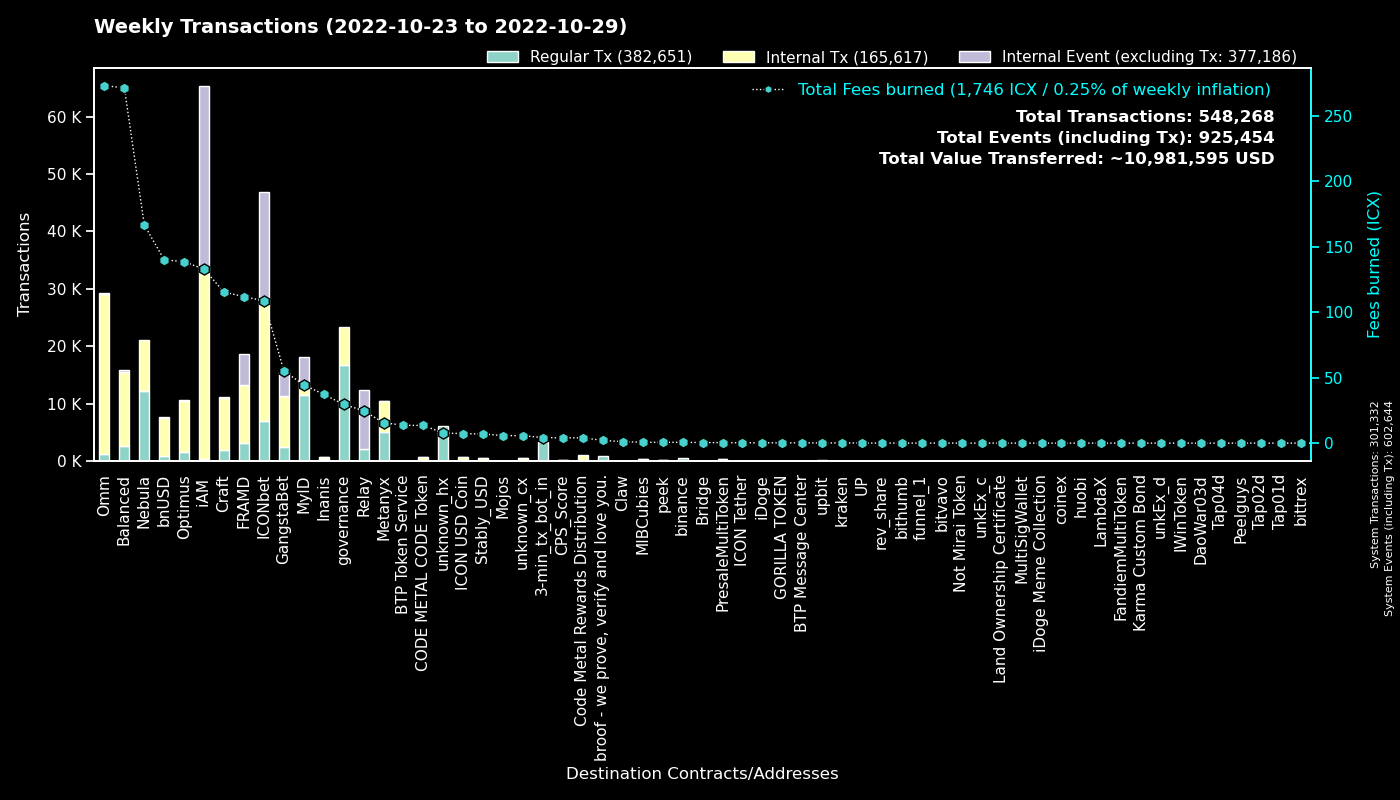 Weekly Transactions (2022-10-23 to 2022-10-29)
Regular Tx (382,651)
Internal Tx (165,617)
Internal Event (excluding Tx: 377,186)
Total Fees burned (1,746 ICX / 0.25% of weekly inflation)
Total Transactions: 548,268
Total Events (including Tx): 925,454
Total Value Transferred: ~10,981,595 USD
Transactions
60 K
50 K
40 K
30 K
20 K
10 K
0 K
250
200
150
100
50
0
Fees burned (ICX)
System Transactions: 301,332
System Events (including Tx): 602,644
Omm
Balanced
Nebula
bnUSD
Optimus
iAM
Craft
FRAMD
ICONbet
GangstaBet
MyID
Inanis
governance
Relay
Metanyx
BTP Token Service
CODE METAL CODE Token
unknown_hx
ICON USD Coin
Stably_USD
Mojos
unknown_cx
3-min_tx_bot_in
CPS_Score
Code Metal Rewards Distribution
broof - we prove, verify and love you.
Claw
MIBCubies
peek
binance
Bridge
PresaleMultiToken
ICON Tether
iDoge
GORILLA TOKEN
BTP Message Center
upbit
kraken
UP
rev_share
bithumb
funnel_1
bitvavo
Not Mirai Token
unkEx_c
Land Ownership Certificate
MultiSigWallet
iDoge Meme Collection
coinex
huobi
LambdaX
FandiemMultiToken
Karma Custom Bond
unkEx_d
IWinToken
DaoWar03d
Tap04d
Peelguys
Tap02d
Tap01d
bittrex
Destination Contracts/Addresses